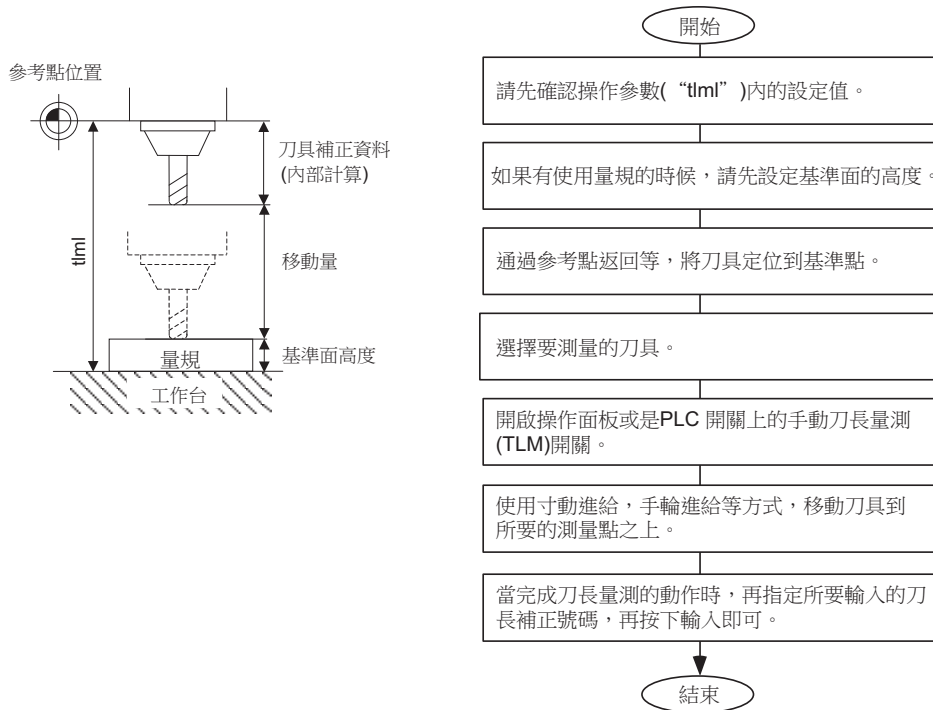 參考點位置
刀具補正資料
(內部計算)
tlml
移動量
量規
基準面高度
工作台
開始
請先確認操作參數( “tlml” )內的設定值。
如果有使用量規的時候，請先設定基準面的高度。
通過參考點返回等，將刀具定位到基準點。
選擇要測量的刀具。
開啟操作面板或是PLC 開關上的手動刀長量測
(TLM)開關。
使用寸動進給，手輪進給等方式，移動刀具到
所要的測量點之上。
當完成刀長量測的動作時，再指定所要輸入的刀
長補正號碼，再按下輸入即可。
結束